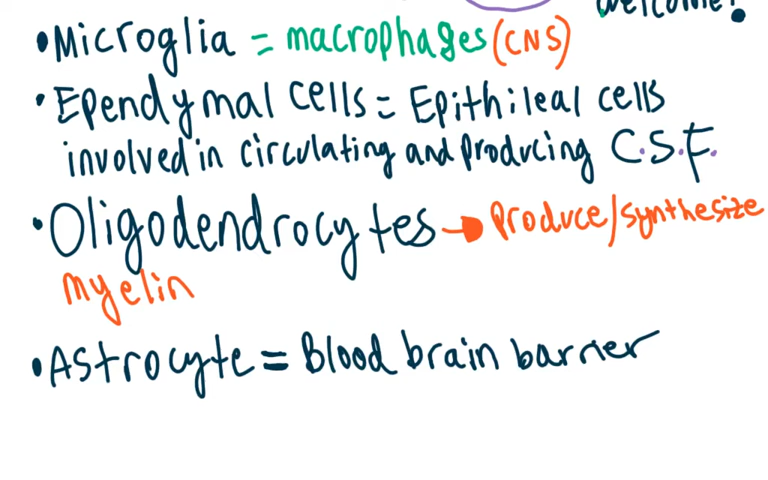 welcome!
•Microglia = macrophages (CNS)
•Ependymal cells = Epithileal cells
involved in circulating and producing C.S.F.
•Oligodendrocytes → produce/synthesize
myelin
•Astrocyte = Blood brain barrier